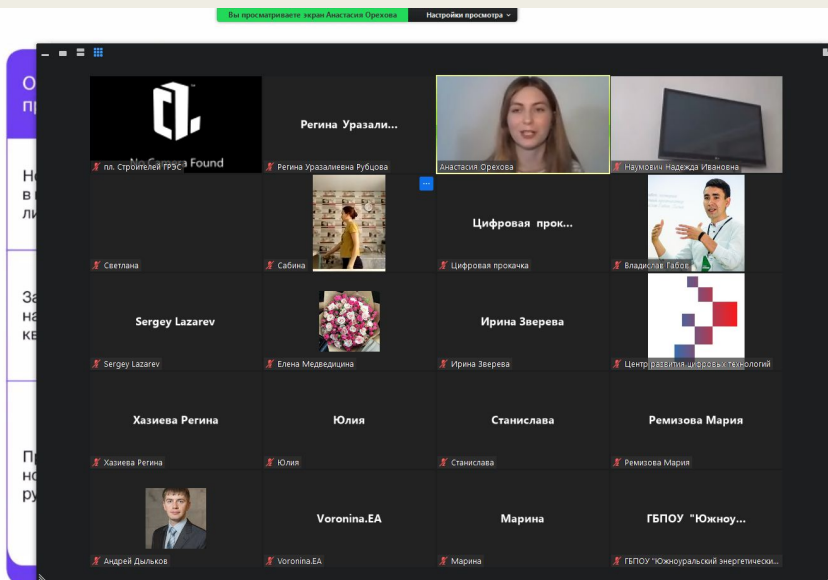 Вы просматриваете экран Анастасия Орехова Настройки просмотра
No Camera Found
пл. Строителей ГРЭС
Регина Уразали...
Регина Уразалиевна Рубцова
Анастасия Орехова
Наумович Надежда Ивановна
Светлана
Сабина
Цифровая прок...
Цифровая прокачка
Владислав Габов
Sergey Lazarev
Sergey Lazarev
Елена Медведицина
Ирина Зверева
Ирина Зверева
Центр развития цифровых технологий
Хазиева Регина
Хазиева Регина
Юлия
Юлия
Станислава
Станислава
Ремизова Мария
Ремизова Мария
Андрей Дыльков
Voronina.EA
Voronina.EA
Марина
Марина
ГБПОУ "Южноу...
ГБПОУ "Южноуральский энергетически...